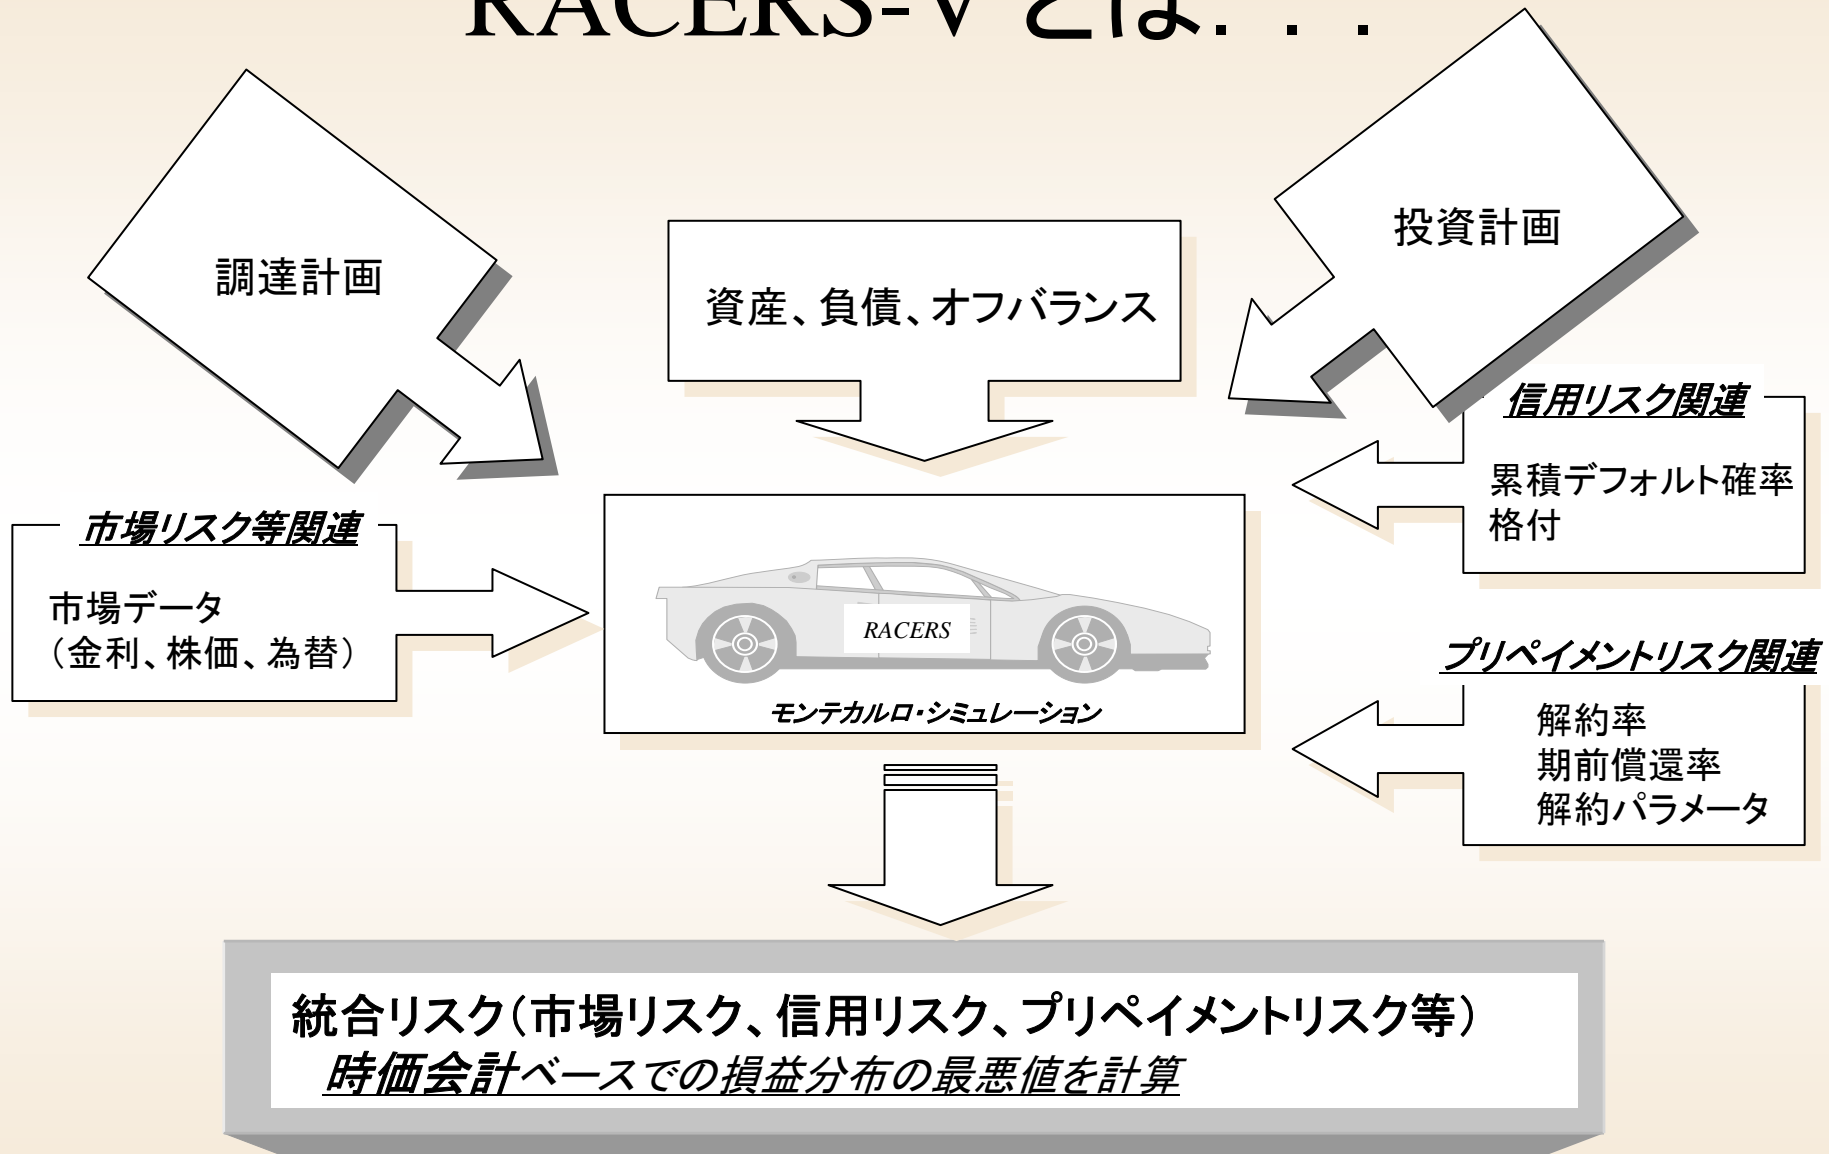 RACERS-V とは. . .
調達計画
資産、負債、オフバランス
投資計画
信用リスク関連
累積デフォルト確率
格付
市場リスク等関連
市場データ
(金利、株価、為替)
RACERS
モンテカルロ・シミュレーション
プリペイメントリスク関連
解約率
期前償還率
解約パラメータ
統合リスク(市場リスク、信用リスク、プリペイメントリスク等)
時価会計ベースでの損益分布の最悪値を計算